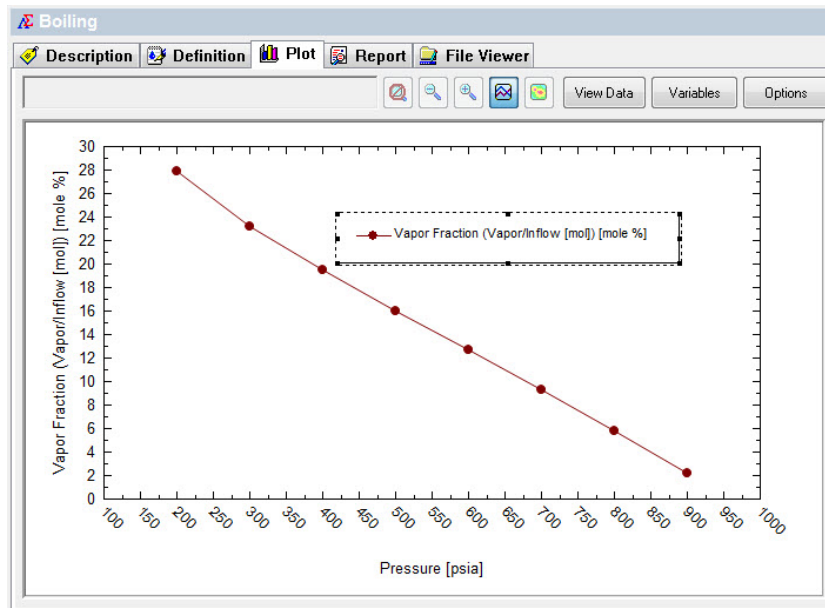 Boiling
Description Definition Plot Report File Viewer
View Data Variables Options
30
28
26
24
22
20
18
16
14
12
10
8
6
4
2
0
Vapor Fraction (Vapor/Inflow [mol]) [mole %]
Vapor Fraction (Vapor/Inflow [mol]) [mole %]
100 150 200 250 300 350 400 450 500 550 600 650 700 750 800 850 900 950 1000
Pressure [psia]